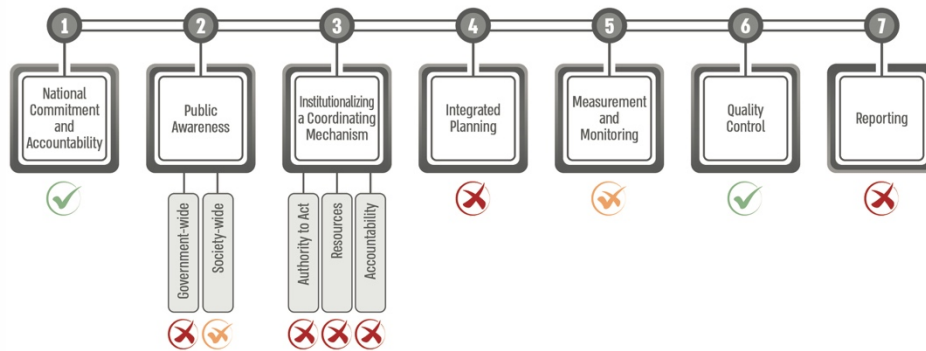 1
2
3
4
5
6
7
National
Commitment
and
Accountability
Public
Awareness
Institutionalizing
a Coordinating
Mechanism
Integrated
Planning
Measurement
and
Monitoring
Quality
Control
Reporting
Government-wide
Society-wide
Authority to Act
Resources
Accountability